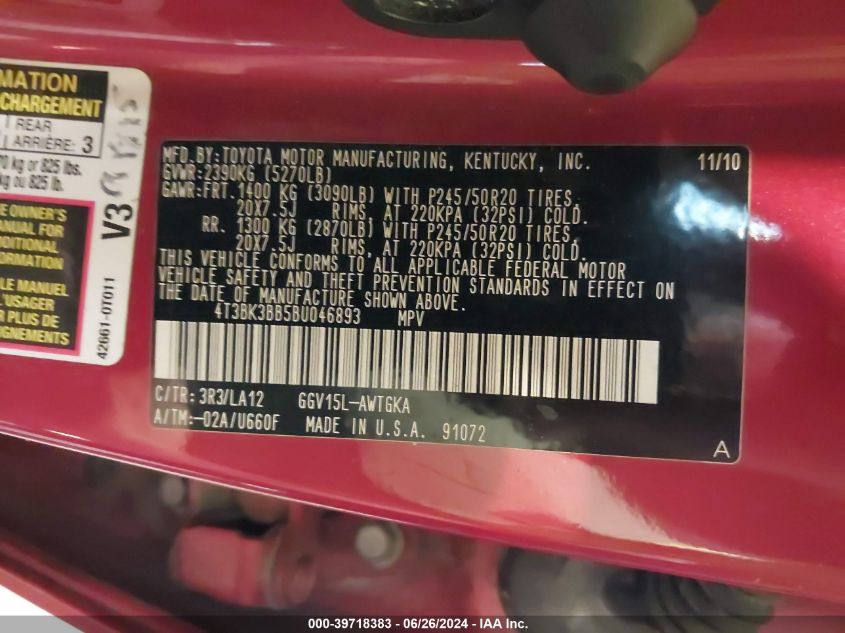 MATION
CHARGEMENT
REAR
ARRIÈRE: 3
kg or 825 lbs.
kg ou 825 lb.
E OWNER'S
MANUAL FOR
DDITIONAL
FORMATION
LE MANUEL
L'USAGER
R PLUS DE
IGNEMENTS
V3
42661-0T011
MFD.BY:TOYOTA MOTOR MANUFACTURING, KENTUCKY, INC. 11/10
GVWR:2390KG (5270LB)
GAWR:FRT.1400 KG (3090LB) WITH P245/50R20 TIRES.
20X7.5J RIMS, AT 220KPA (32PSI) COLD.
RR. 1300 KG (2870LB) WITH P245/50R20 TIRES,
20X7.5J RIMS, AT 220KPA (32PSI) COLD.
THIS VEHICLE CONFORMS TO ALL APPLICABLE FEDERAL MOTOR
VEHICLE SAFETY AND THEFT PREVENTION STANDARDS IN EFFECT ON
THE DATE OF MANUFACTURE SHOWN ABOVE.
4T3BK3BB5BU046893 MPV
C/TR:3R3/LA12 GGV15L-AWTGKA
A/TM:-02A/U660F MADE IN U.S.A. 91072
A
000-39718383 / 06/26/2024 / IAA Inc.